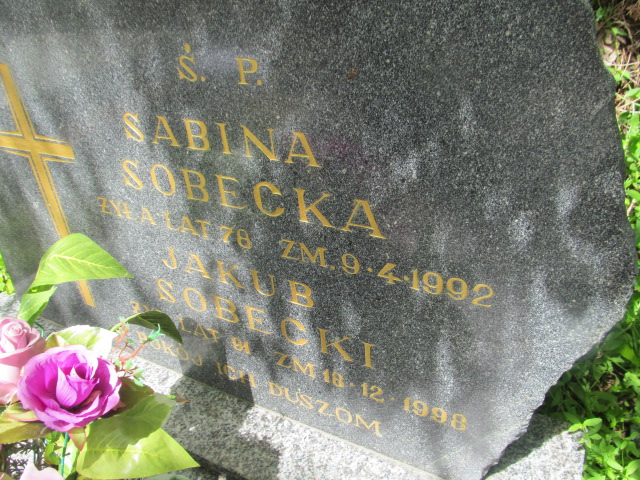 Ś. P.
SABINA
SOBECKA
ŻYŁA LAT 78 ZM. 9.4.1992
JAKUB
SOBECKI
LAT 91 ZM 18.12.1998
ICH DUSZOM